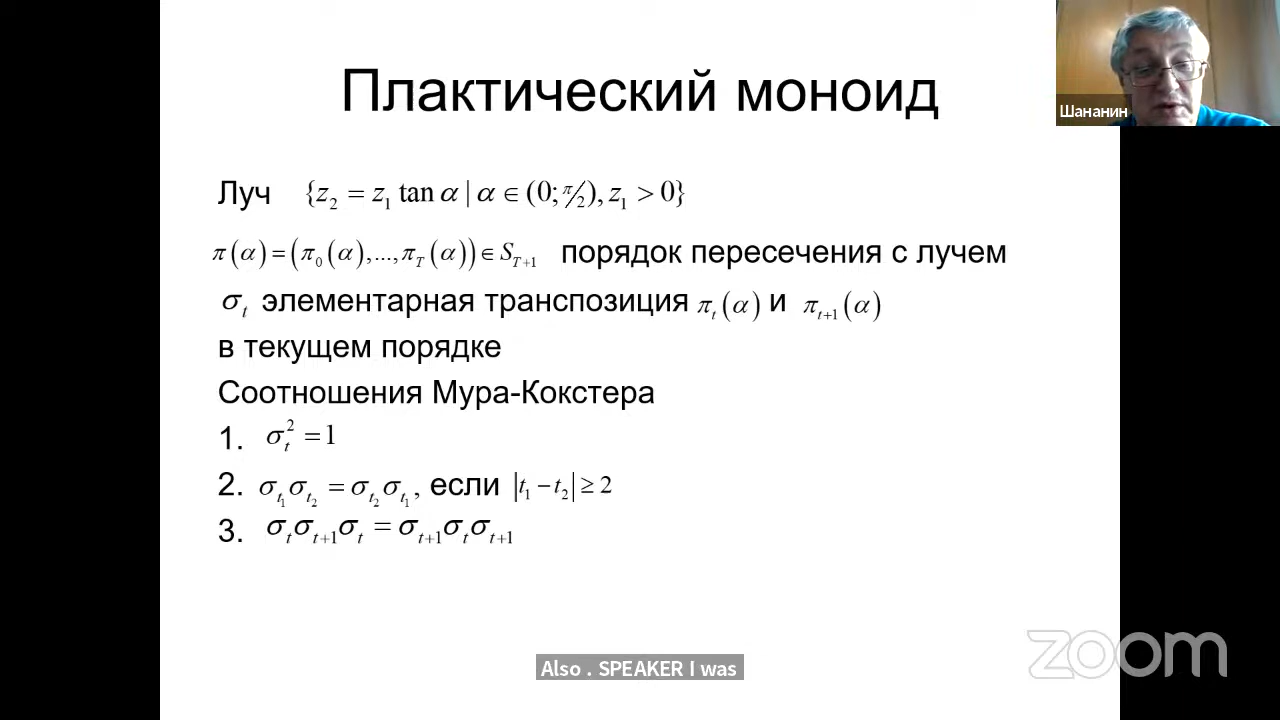 Плактический моноид
Шананин
Луч {z₂ = z₁ tan α | α ∈ (0; π/2), z₁ > 0}
π(α) = (π₀(α),...,π_T(α)) ∈ S_{T+1} порядок пересечения с лучем
σ_t элементарная транспозиция π_t(α) и π_{t+1}(α)
в текущем порядке
Соотношения Мура-Кокстера
1. σ_t² = 1
2. σ_{t₁}σ_{t₂} = σ_{t₂}σ_{t₁}, если |t₁ − t₂| ≥ 2
3. σ_tσ_{t+1}σ_t = σ_{t+1}σ_tσ_{t+1}
zoom
Also . SPEAKER I was